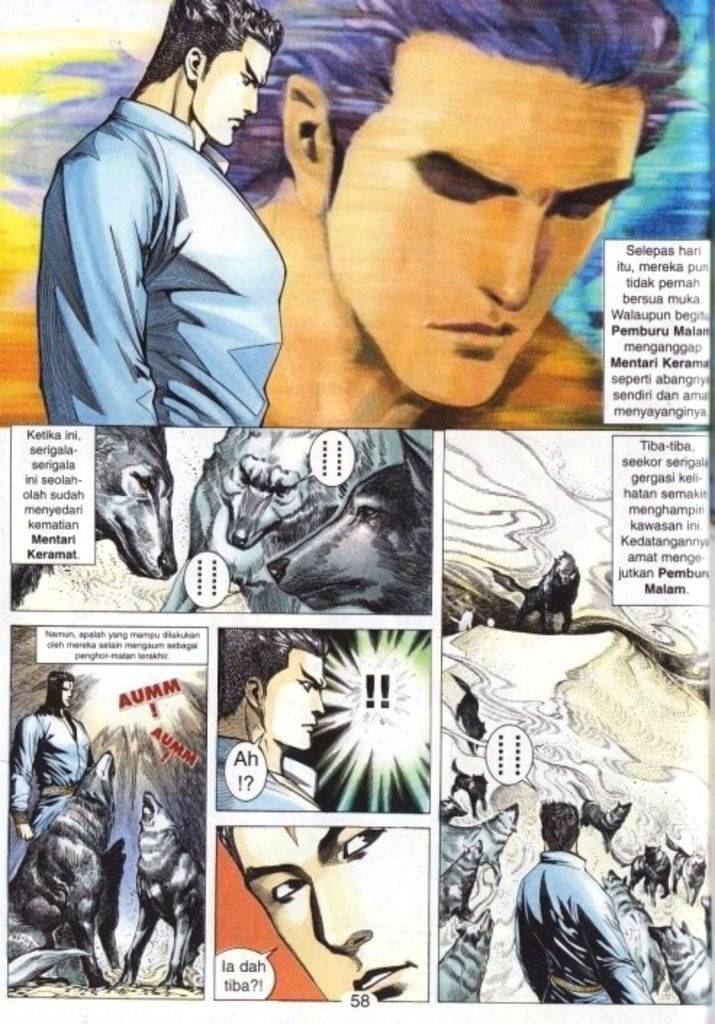 Selepas hari
itu, mereka pun
tidak pernah
bersua muka.
Walaupun begitu
Pemburu Malam
menganggap
Mentari Keramat
seperti abangnya
sendiri dan amat
menyayanginya.
Ketika ini,
serigala-
serigala
ini seolah-
olah sudah
menyedari
kematian
Mentari
Keramat.
Namun, apalah yang mampu dilakukan
oleh mereka selain mengaum sebagai
penghor-matan terakhir.
AUMM
!
AUMM
!
!!
Ah
!?
Ia dah
tiba?!
Tiba-tiba,
seekor serigala
gergasi keli-
hatan semakin
menghampiri
kawasan ini.
Kedatangannya
amat menge-
jutkan Pemburu
Malam.
58